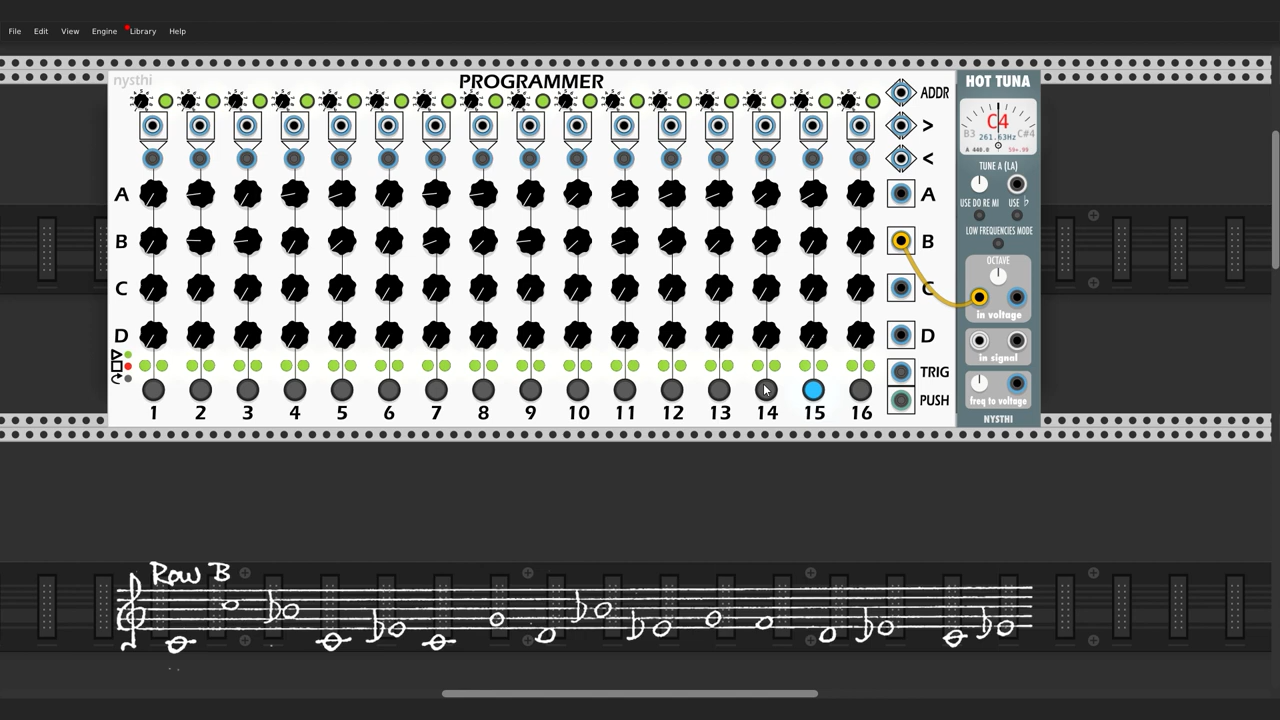 File Edit View Engine Library Help
nysthi
PROGRAMMER
ADDR
>
<
A A
B B
C C
D D
TRIG
PUSH
1 2 3 4 5 6 7 8 9 10 11 12 13 14 15 16
HOT TUNA
C4
B3 C#4
261.63Hz
A 440.0
TUNE A (LA)
USE DO RE MI USE ♭
LOW FREQUENCIES MODE
OCTAVE
in voltage
in signal
freq to voltage
NYSTHI
Row B